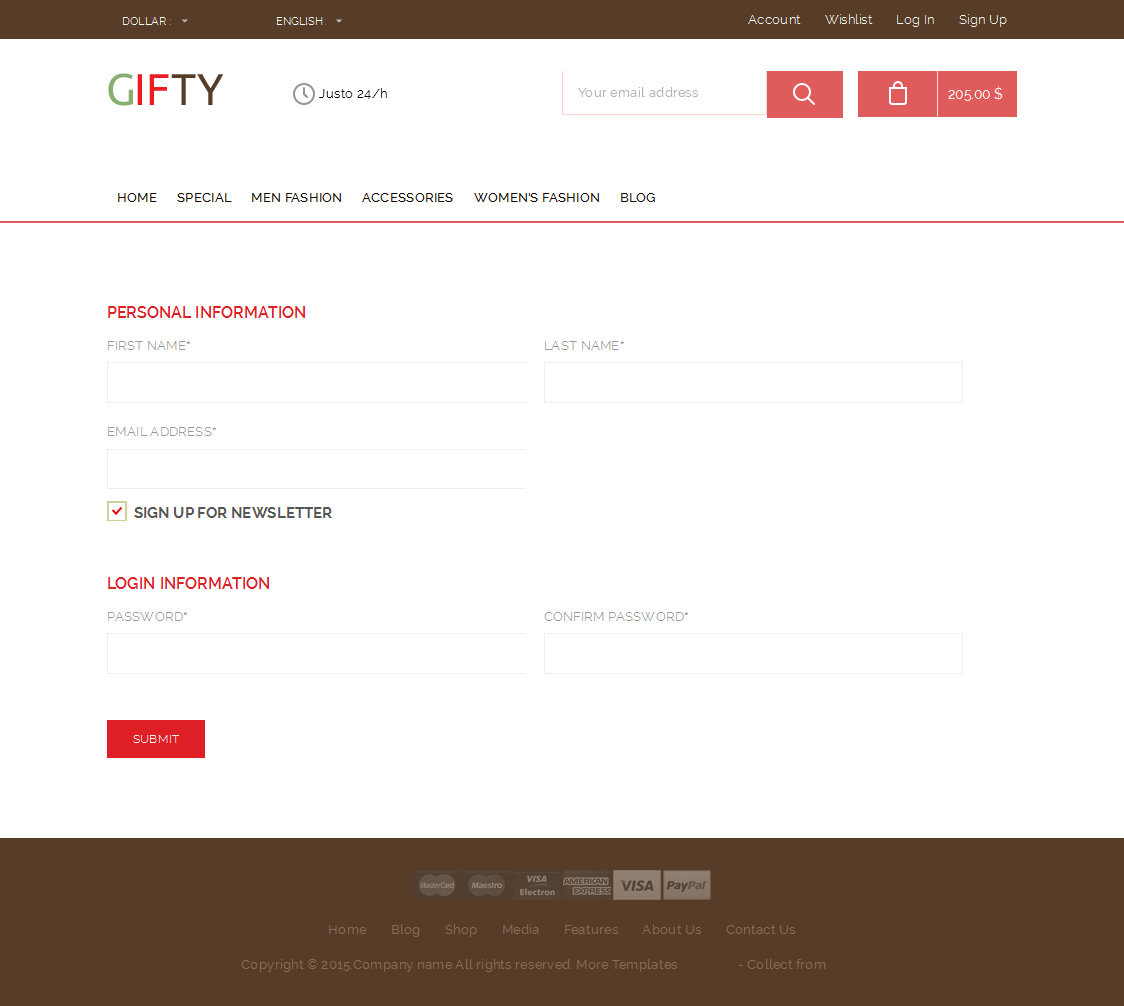 DOLLAR : ENGLISH Account Wishlist Log In Sign Up
GIFTY Justo 24/h Your email address 205.00 $
HOME SPECIAL MEN FASHION ACCESSORIES WOMEN'S FASHION BLOG
PERSONAL INFORMATION
FIRST NAME* LAST NAME*
EMAIL ADDRESS*
SIGN UP FOR NEWSLETTER
LOGIN INFORMATION
PASSWORD* CONFIRM PASSWORD*
SUBMIT
MasterCard Maestro VISA Electron AMERICAN EXPRESS VISA PayPal
Home Blog Shop Media Features About Us Contact Us
Copyright © 2015.Company name All rights reserved. More Templates - Collect from